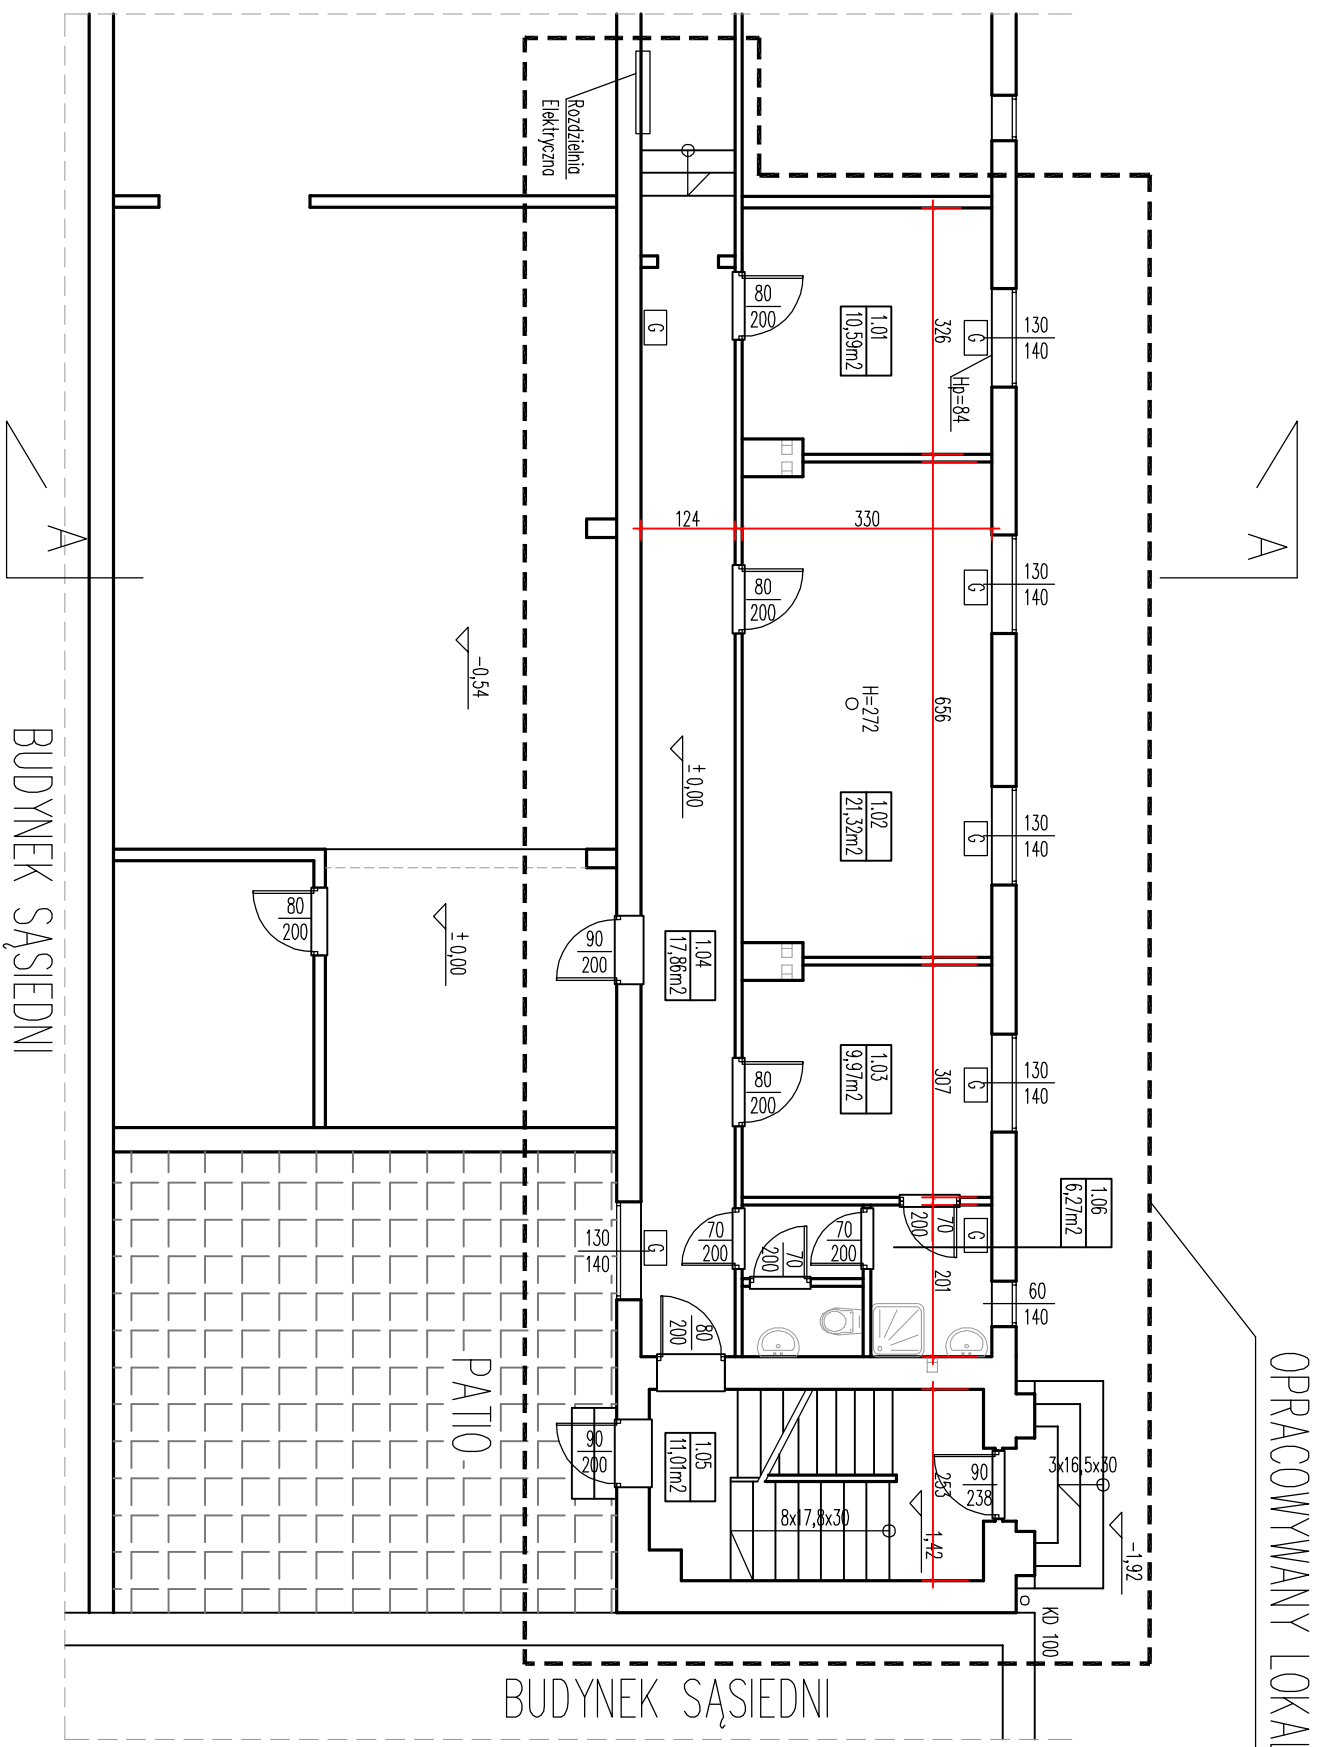 Rozdzielnia
Elektryczna
80
200
1.01
10,59m2
326
G
G
130
140
Hp=84
A
A
124
330
80
200
G
130
140
-0,54
H=272
656
± 0,00
1.02
21,32m2
G
130
140
BUDYNEK SĄSIEDNI
80
200
± 0,00
90
200
1.04
17,86m2
1.03
9,97m2
80
200
307
G
130
140
1.06
6,27m2
130
140
G
70
200
70
200
70
200
70
200
G
201
60
140
80
200
PATIO
90
200
1.05
11,01m2
8x17,8x30
253
1,42
90
238
3x16,5x30
-1,92
KD 100
OPRACOWYWANY LOKAL
BUDYNEK SĄSIEDNI